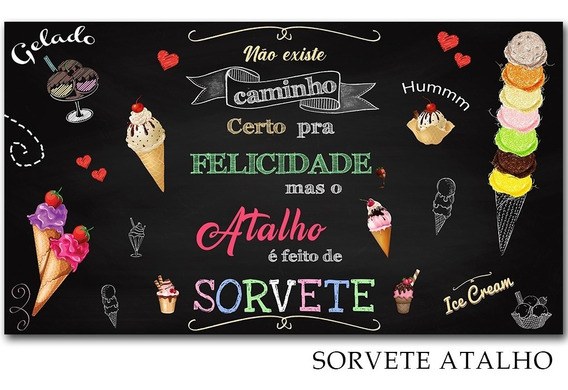 Gelado
Não existe
caminho
Certo pra
FELICIDADE
mas o
Atalho
é feito de
SORVETE
Hummm
Ice Cream
SORVETE ATALHO